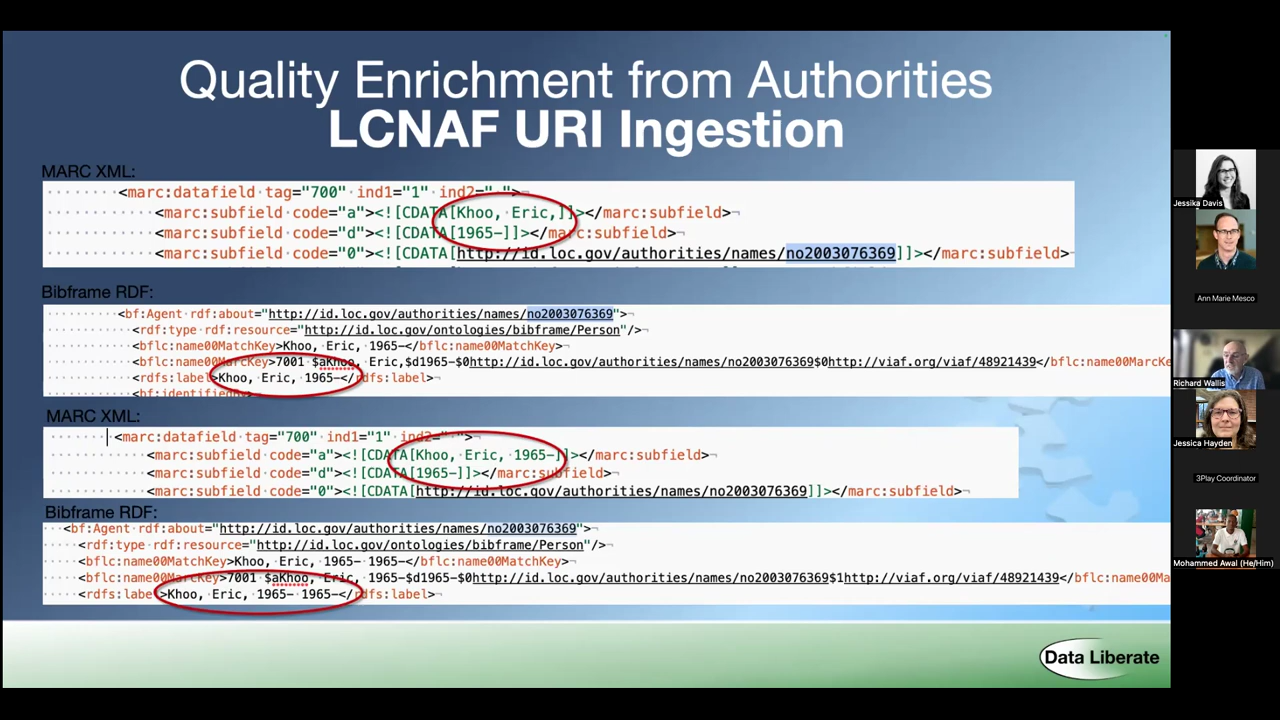 Quality Enrichment from Authorities
LCNAF URI Ingestion
MARC XML:
<marc:datafield tag="700" ind1="1" ind2=" ">¬
<marc:subfield code="a"><![CDATA[Khoo, Eric,]]></marc:subfield>¬
<marc:subfield code="d"><![CDATA[1965-]]></marc:subfield>¬
<marc:subfield code="0"><![CDATA[http://id.loc.gov/authorities/names/no2003076369]]></marc:subfield>¬
Bibframe RDF:
<bf:Agent rdf:about="http://id.loc.gov/authorities/names/no2003076369">¬
<rdf:type rdf:resource="http://id.loc.gov/ontologies/bibframe/Person"/>¬
<bflc:name00MatchKey>Khoo, Eric, 1965-</bflc:name00MatchKey>¬
<bflc:name00MarcKey>7001 $aKhoo, Eric,$d1965-$0http://id.loc.gov/authorities/names/no2003076369$0http://viaf.org/viaf/48921439</bflc:name00MarcKe
<rdfs:label>Khoo, Eric, 1965-</rdfs:label>¬
<bf:identifiedBy>
MARC XML:
<marc:datafield tag="700" ind1="1" ind2=" ">¬
<marc:subfield code="a"><![CDATA[Khoo, Eric, 1965-]]></marc:subfield>¬
<marc:subfield code="d"><![CDATA[1965-]]></marc:subfield>¬
<marc:subfield code="0"><![CDATA[http://id.loc.gov/authorities/names/no2003076369]]></marc:subfield>¬
Bibframe RDF:
<bf:Agent rdf:about="http://id.loc.gov/authorities/names/no2003076369">¬
<rdf:type rdf:resource="http://id.loc.gov/ontologies/bibframe/Person"/>¬
<bflc:name00MatchKey>Khoo, Eric, 1965- 1965-</bflc:name00MatchKey>¬
<bflc:name00MarcKey>7001 $aKhoo, Eric, 1965-$d1965-$0http://id.loc.gov/authorities/names/no2003076369$1http://viaf.org/viaf/48921439</bflc:name00Ma
<rdfs:label>Khoo, Eric, 1965- 1965-</rdfs:label>¬
Data Liberate
Jessika Davis
Ann Marie Mesco
Richard Wallis
Jessica Hayden
3Play Coordinator
Mohammed Awal (He/Him)